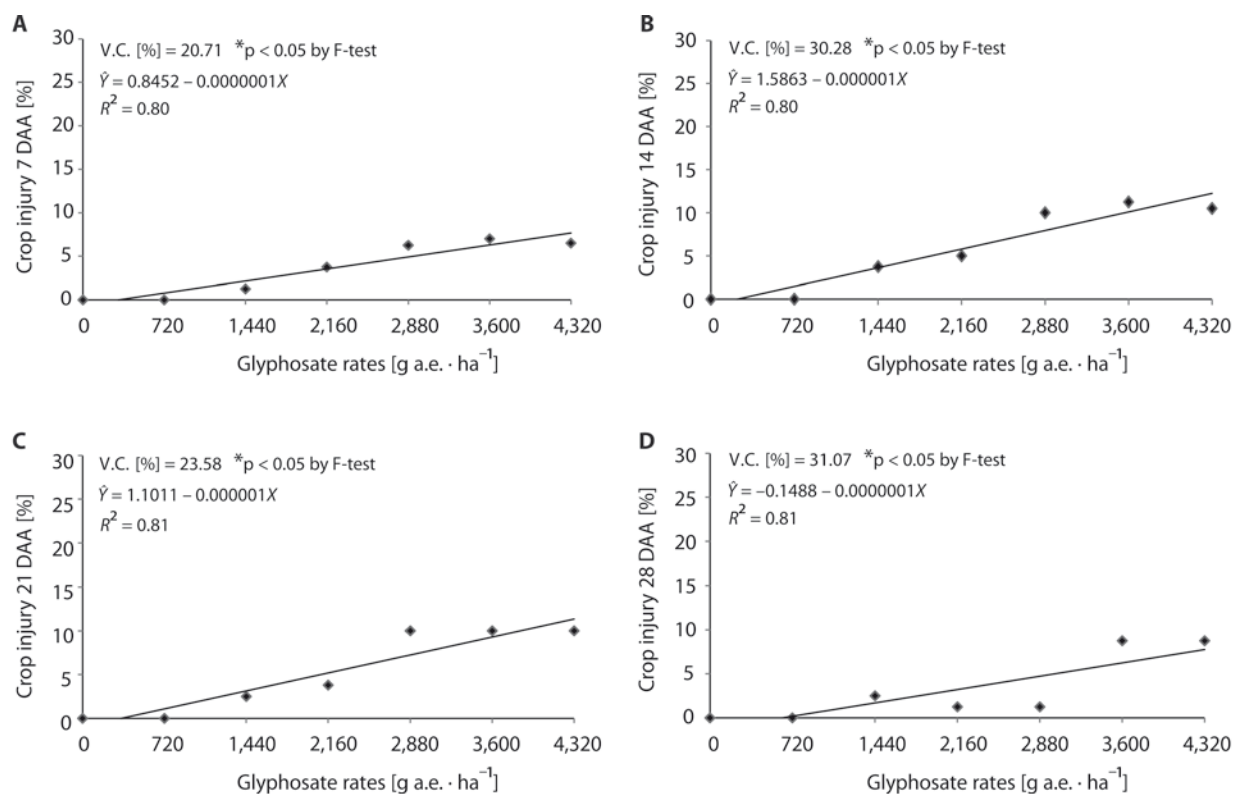 A
V.C. [%] = 20.71 *p < 0.05 by F-test
Ŷ = 0.8452 – 0.0000001X
R² = 0.80
Crop injury 7 DAA [%]
30
25
20
15
10
5
0
0 720 1,440 2,160 2,880 3,600 4,320
Glyphosate rates [g a.e. · ha⁻¹]
B
V.C. [%] = 30.28 *p < 0.05 by F-test
Ŷ = 1.5863 – 0.000001X
R² = 0.80
Crop injury 14 DAA [%]
30
25
20
15
10
5
0
0 720 1,440 2,160 2,880 3,600 4,320
Glyphosate rates [g a.e. · ha⁻¹]
C
V.C. [%] = 23.58 *p < 0.05 by F-test
Ŷ = 1.1011 – 0.000001X
R² = 0.81
Crop injury 21 DAA [%]
30
25
20
15
10
5
0
0 720 1,440 2,160 2,880 3,600 4,320
Glyphosate rates [g a.e. · ha⁻¹]
D
V.C. [%] = 31.07 *p < 0.05 by F-test
Ŷ = –0.1488 – 0.0000001X
R² = 0.81
Crop injury 28 DAA [%]
30
25
20
15
10
5
0
0 720 1,440 2,160 2,880 3,600 4,320
Glyphosate rates [g a.e. · ha⁻¹]